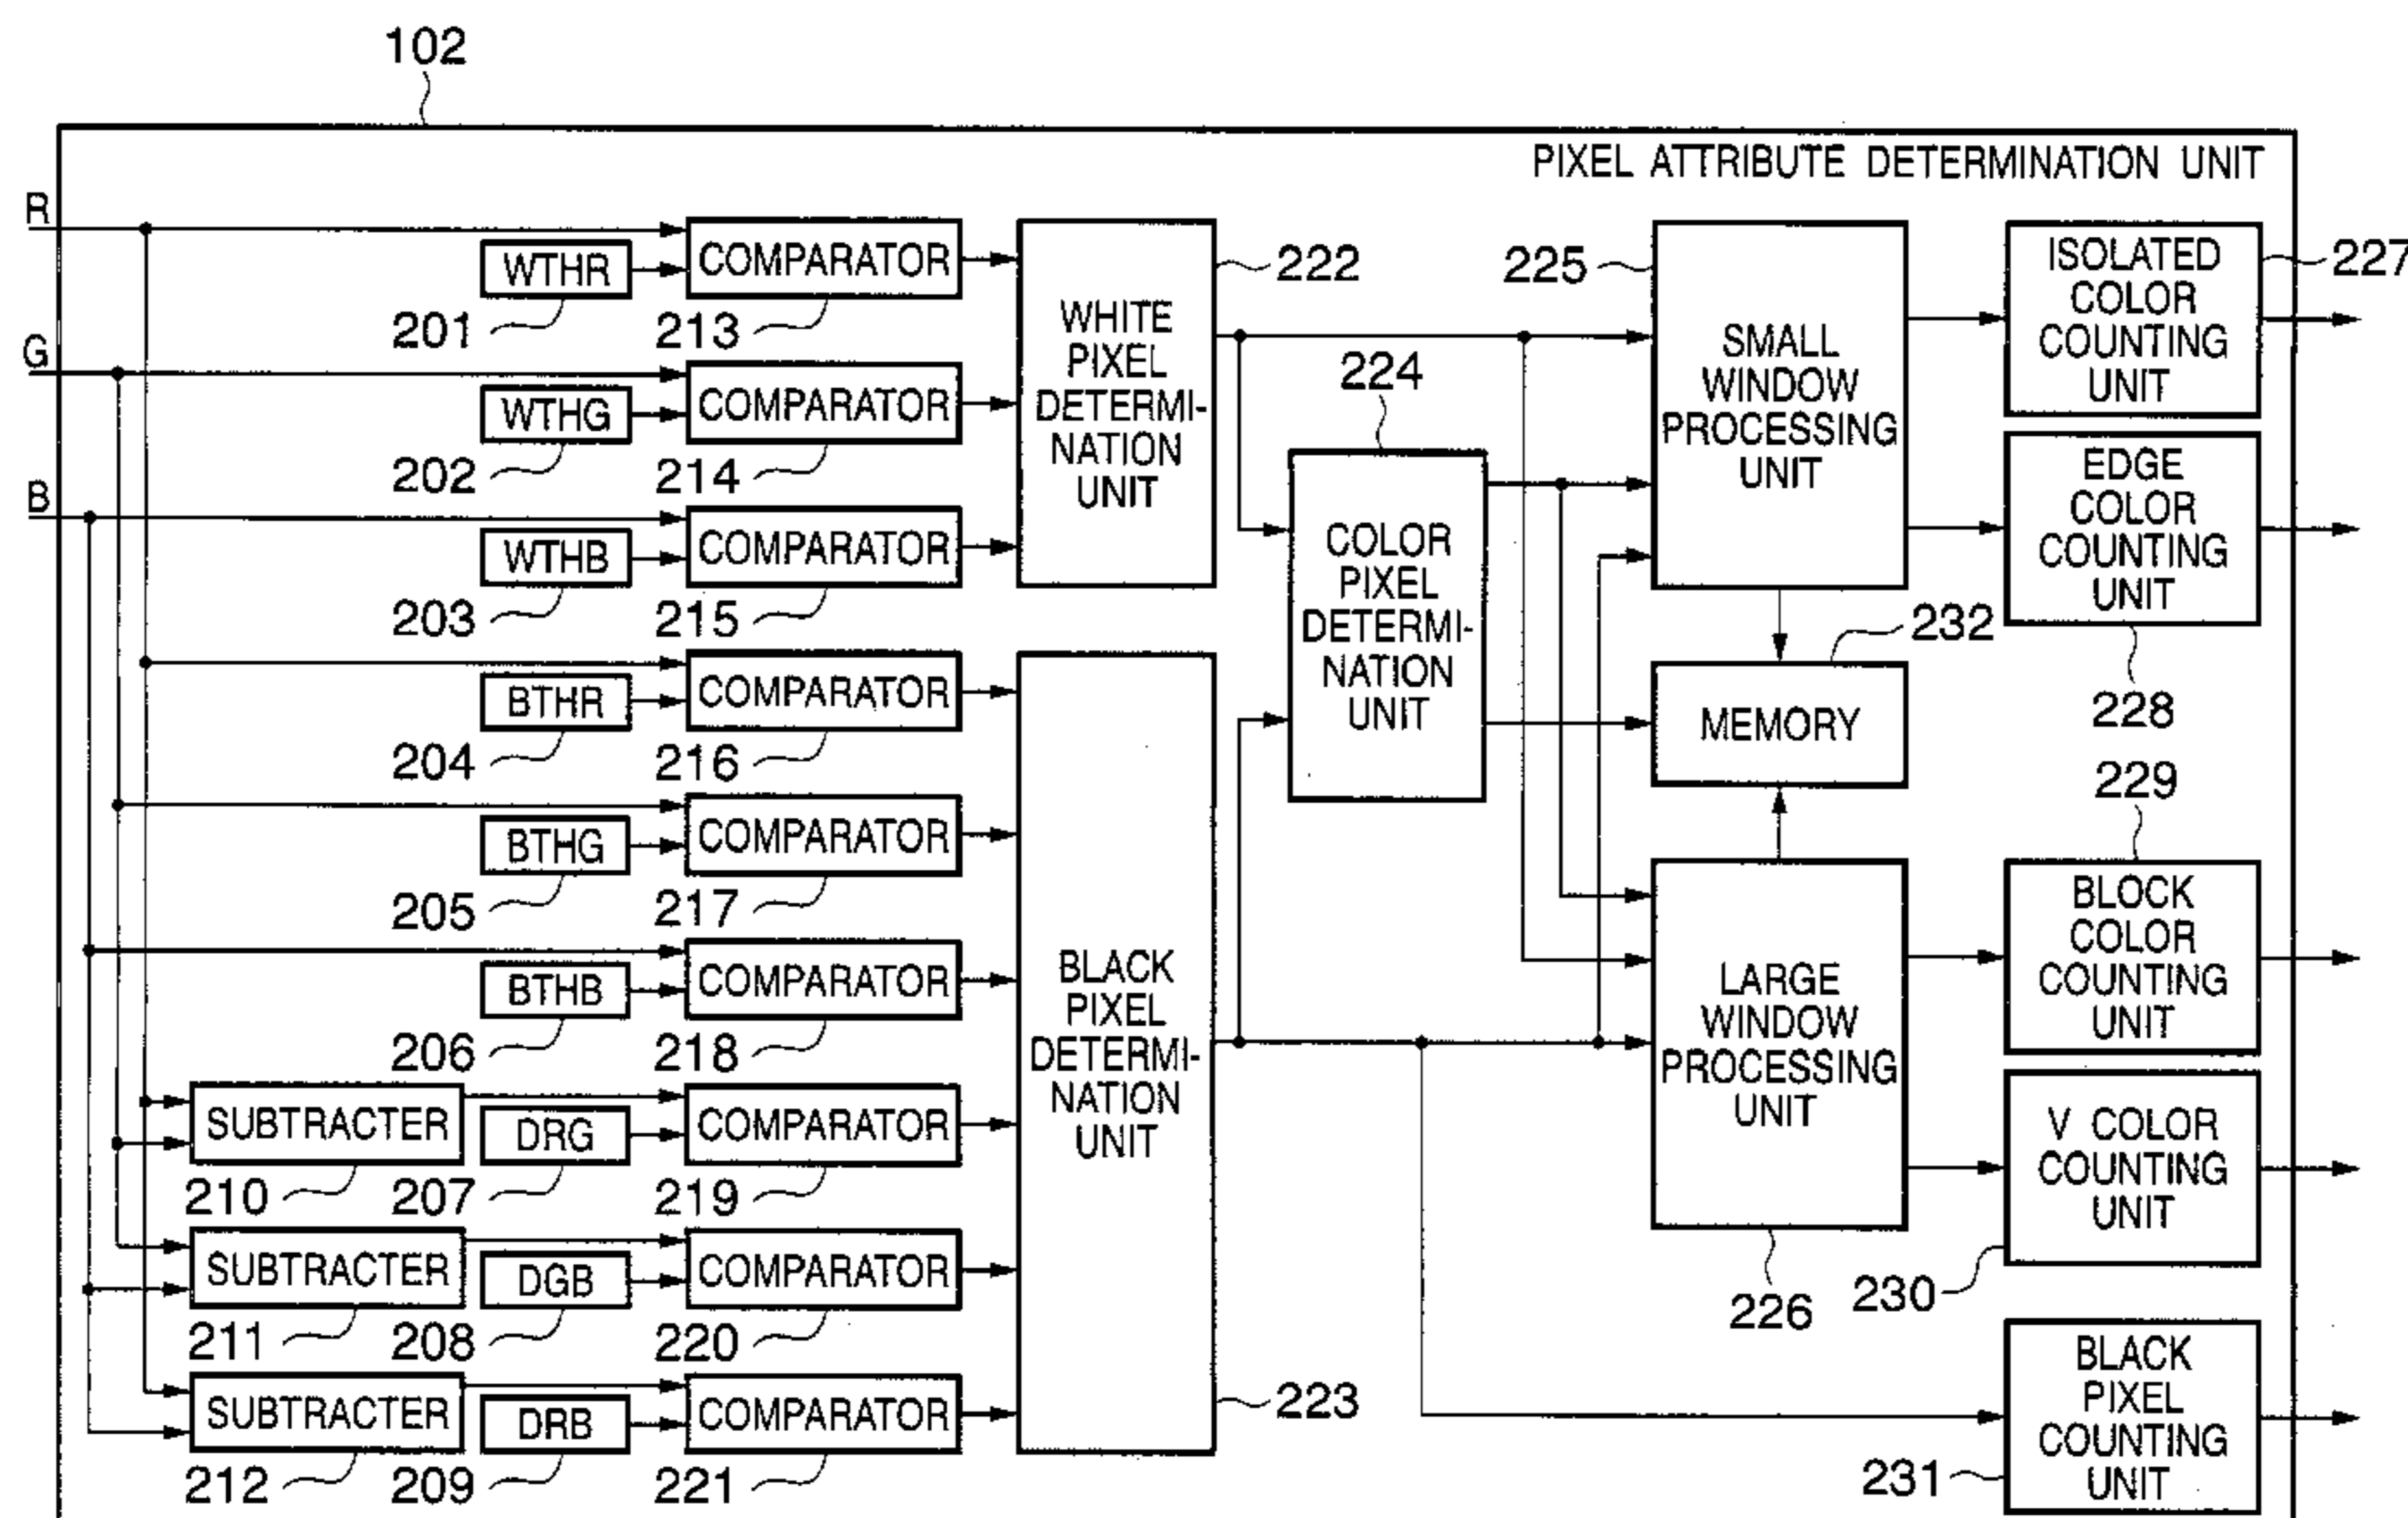 102
PIXEL ATTRIBUTE DETERMINATION UNIT
R
WTHR
COMPARATOR
201
213
G
WTHG
COMPARATOR
202
214
B
WTHB
COMPARATOR
203
215
BTHR
COMPARATOR
204
216
BTHG
COMPARATOR
205
217
BTHB
COMPARATOR
206
218
SUBTRACTER
DRG
COMPARATOR
210
207
219
SUBTRACTER
DGB
COMPARATOR
211
208
220
SUBTRACTER
DRB
COMPARATOR
212
209
221
WHITE
PIXEL
DETERMI-
NATION
UNIT
222
BLACK
PIXEL
DETERMI-
NATION
UNIT
223
224
COLOR
PIXEL
DETERMI-
NATION
UNIT
225
SMALL
WINDOW
PROCESSING
UNIT
232
MEMORY
LARGE
WINDOW
PROCESSING
UNIT
226
ISOLATED
COLOR
COUNTING
UNIT
227
EDGE
COLOR
COUNTING
UNIT
228
229
BLOCK
COLOR
COUNTING
UNIT
V COLOR
COUNTING
UNIT
230
BLACK
PIXEL
COUNTING
UNIT
231